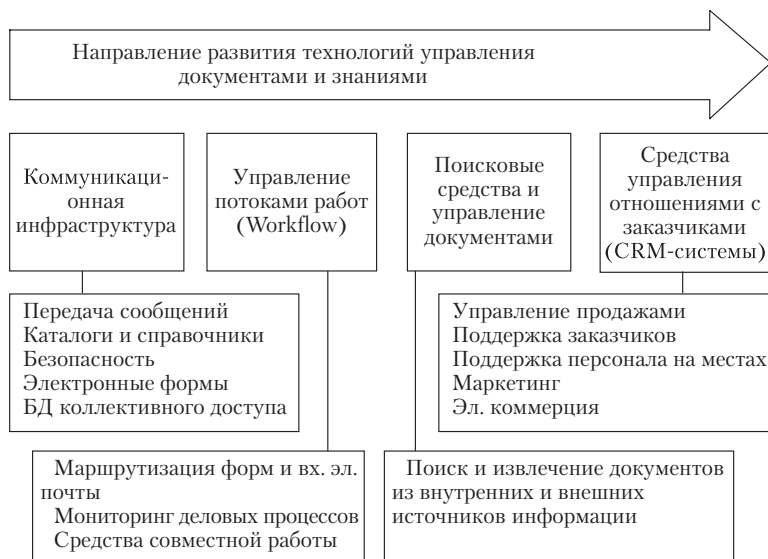 Направление развития технологий управления
документами и знаниями
Коммуникаци-
онная
инфраструктура
Управление
потоками работ
(Workflow)
Поисковые
средства и
управление
документами
Средства
управления
отношениями с
заказчиками
(CRM-системы)
Передача сообщений
Каталоги и справочники
Безопасность
Электронные формы
БД коллективного доступа
Управление продажами
Поддержка заказчиков
Поддержка персонала на местах
Маркетинг
Эл. коммерция
Маршрутизация форм и вх. эл.
почты
Мониторинг деловых процессов
Средства совместной работы
Поиск и извлечение документов
из внутренних и внешних
источников информации